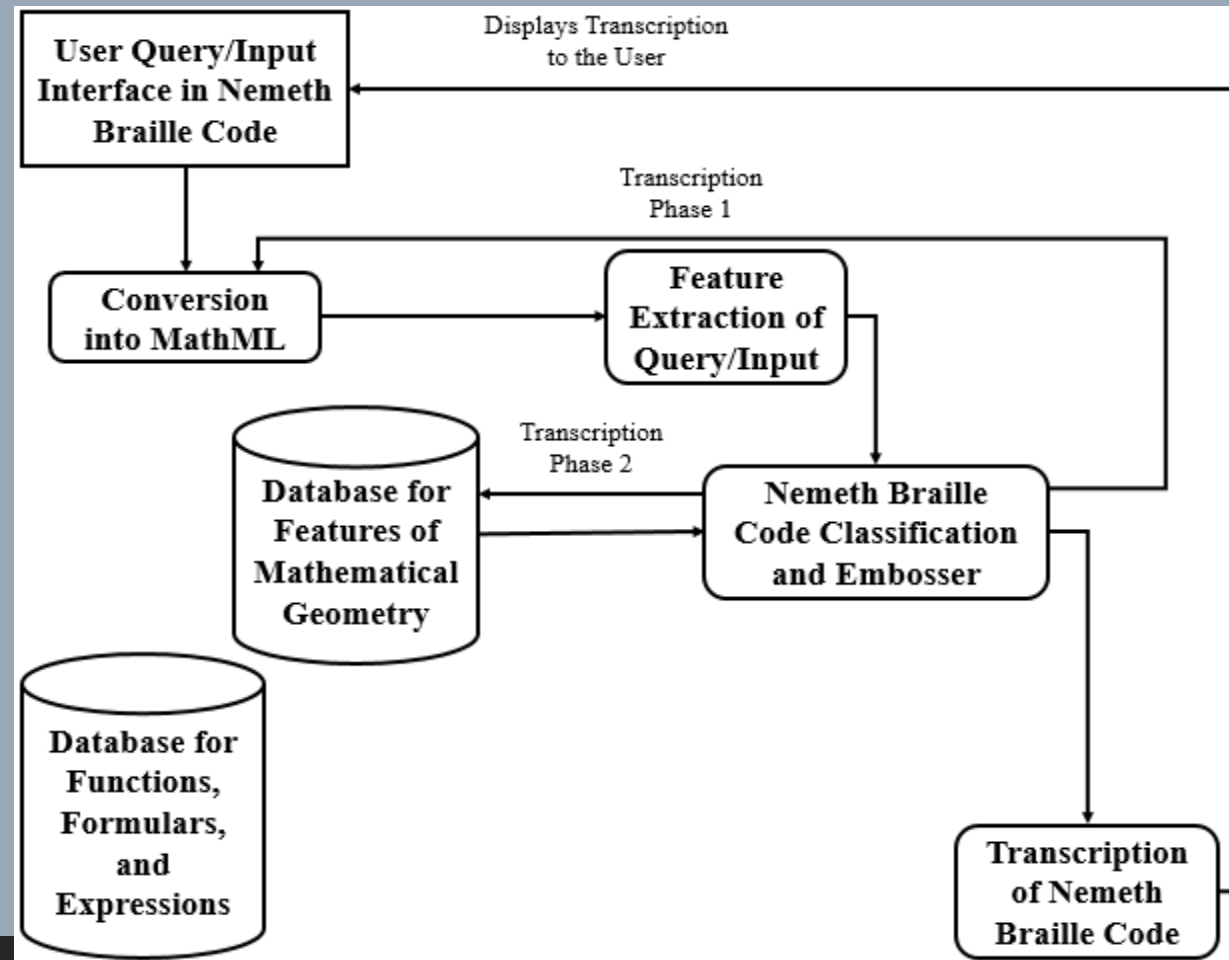 Displays Transcription
to the User
User Query/Input
Interface in Nemeth
Braille Code
Transcription
Phase 1
Conversion
into MathML
Feature
Extraction of
Query/Input
Transcription
Phase 2
Database for
Features of
Mathematical
Geometry
Nemeth Braille
Code Classification
and Embosser
Database for
Functions,
Formulars,
and
Expressions
Transcription
of Nemeth
Braille Code